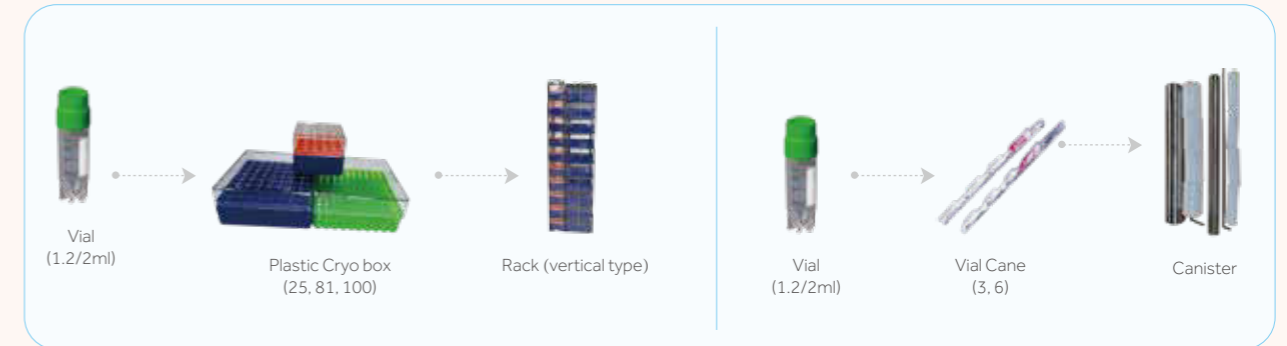 Vial
(1.2/2ml)
Plastic Cryo box
(25, 81, 100)
Rack (vertical type)
Vial
(1.2/2ml)
Vial Cane
(3, 6)
Canister